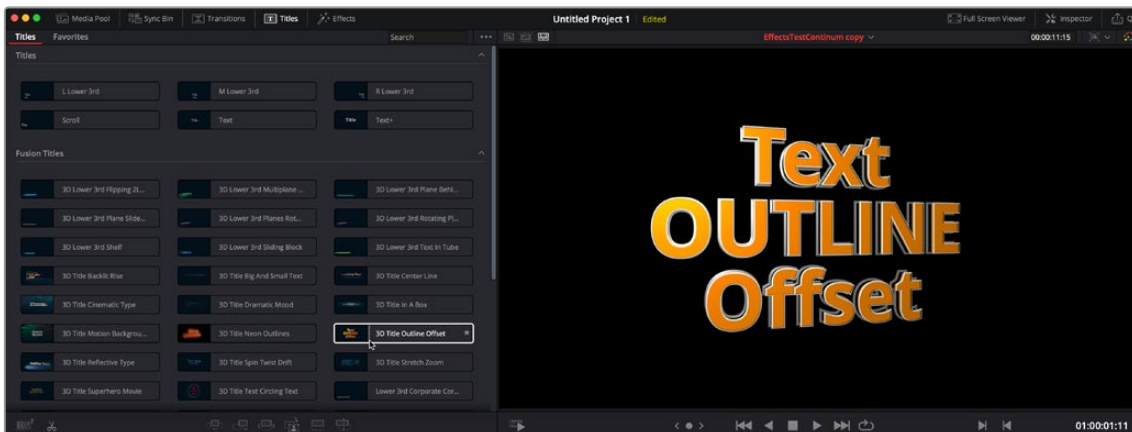 Media Pool Sync Bin Transitions Titles Effects Untitled Project 1 Edited Full Screen Viewer Inspector
Titles Favorites Search ••• EffectsTestContinum copy 00:00:11:15
Titles
L Lower 3rd M Lower 3rd R Lower 3rd
Scroll Text Title Text+
Fusion Titles
3D Lower 3rd Flipping 2L... 3D Lower 3rd Multiplane ... 3D Lower 3rd Plane Behi...
3D Lower 3rd Plane Slide... 3D Lower 3rd Planes Rot... 3D Lower 3rd Rotating Pl...
3D Lower 3rd Shelf 3D Lower 3rd Sliding Block 3D Lower 3rd Text In Tube
3D Title Backlit Rise 3D Title Big And Small Text 3D Title Center Line
3D Title Cinematic Type 3D Title Dramatic Mood 3D Title In A Box
3D Title Motion Backgrou... 3D Title Neon Outlines 3D Title Outline Offset
3D Title Reflective Type 3D Title Spin Twist Drift 3D Title Stretch Zoom
3D Title Superhero Movie 3D Title Text Circling Text Lower 3rd Corporate Cor...
Text
OUTLINE
Offset
01:00:01:11